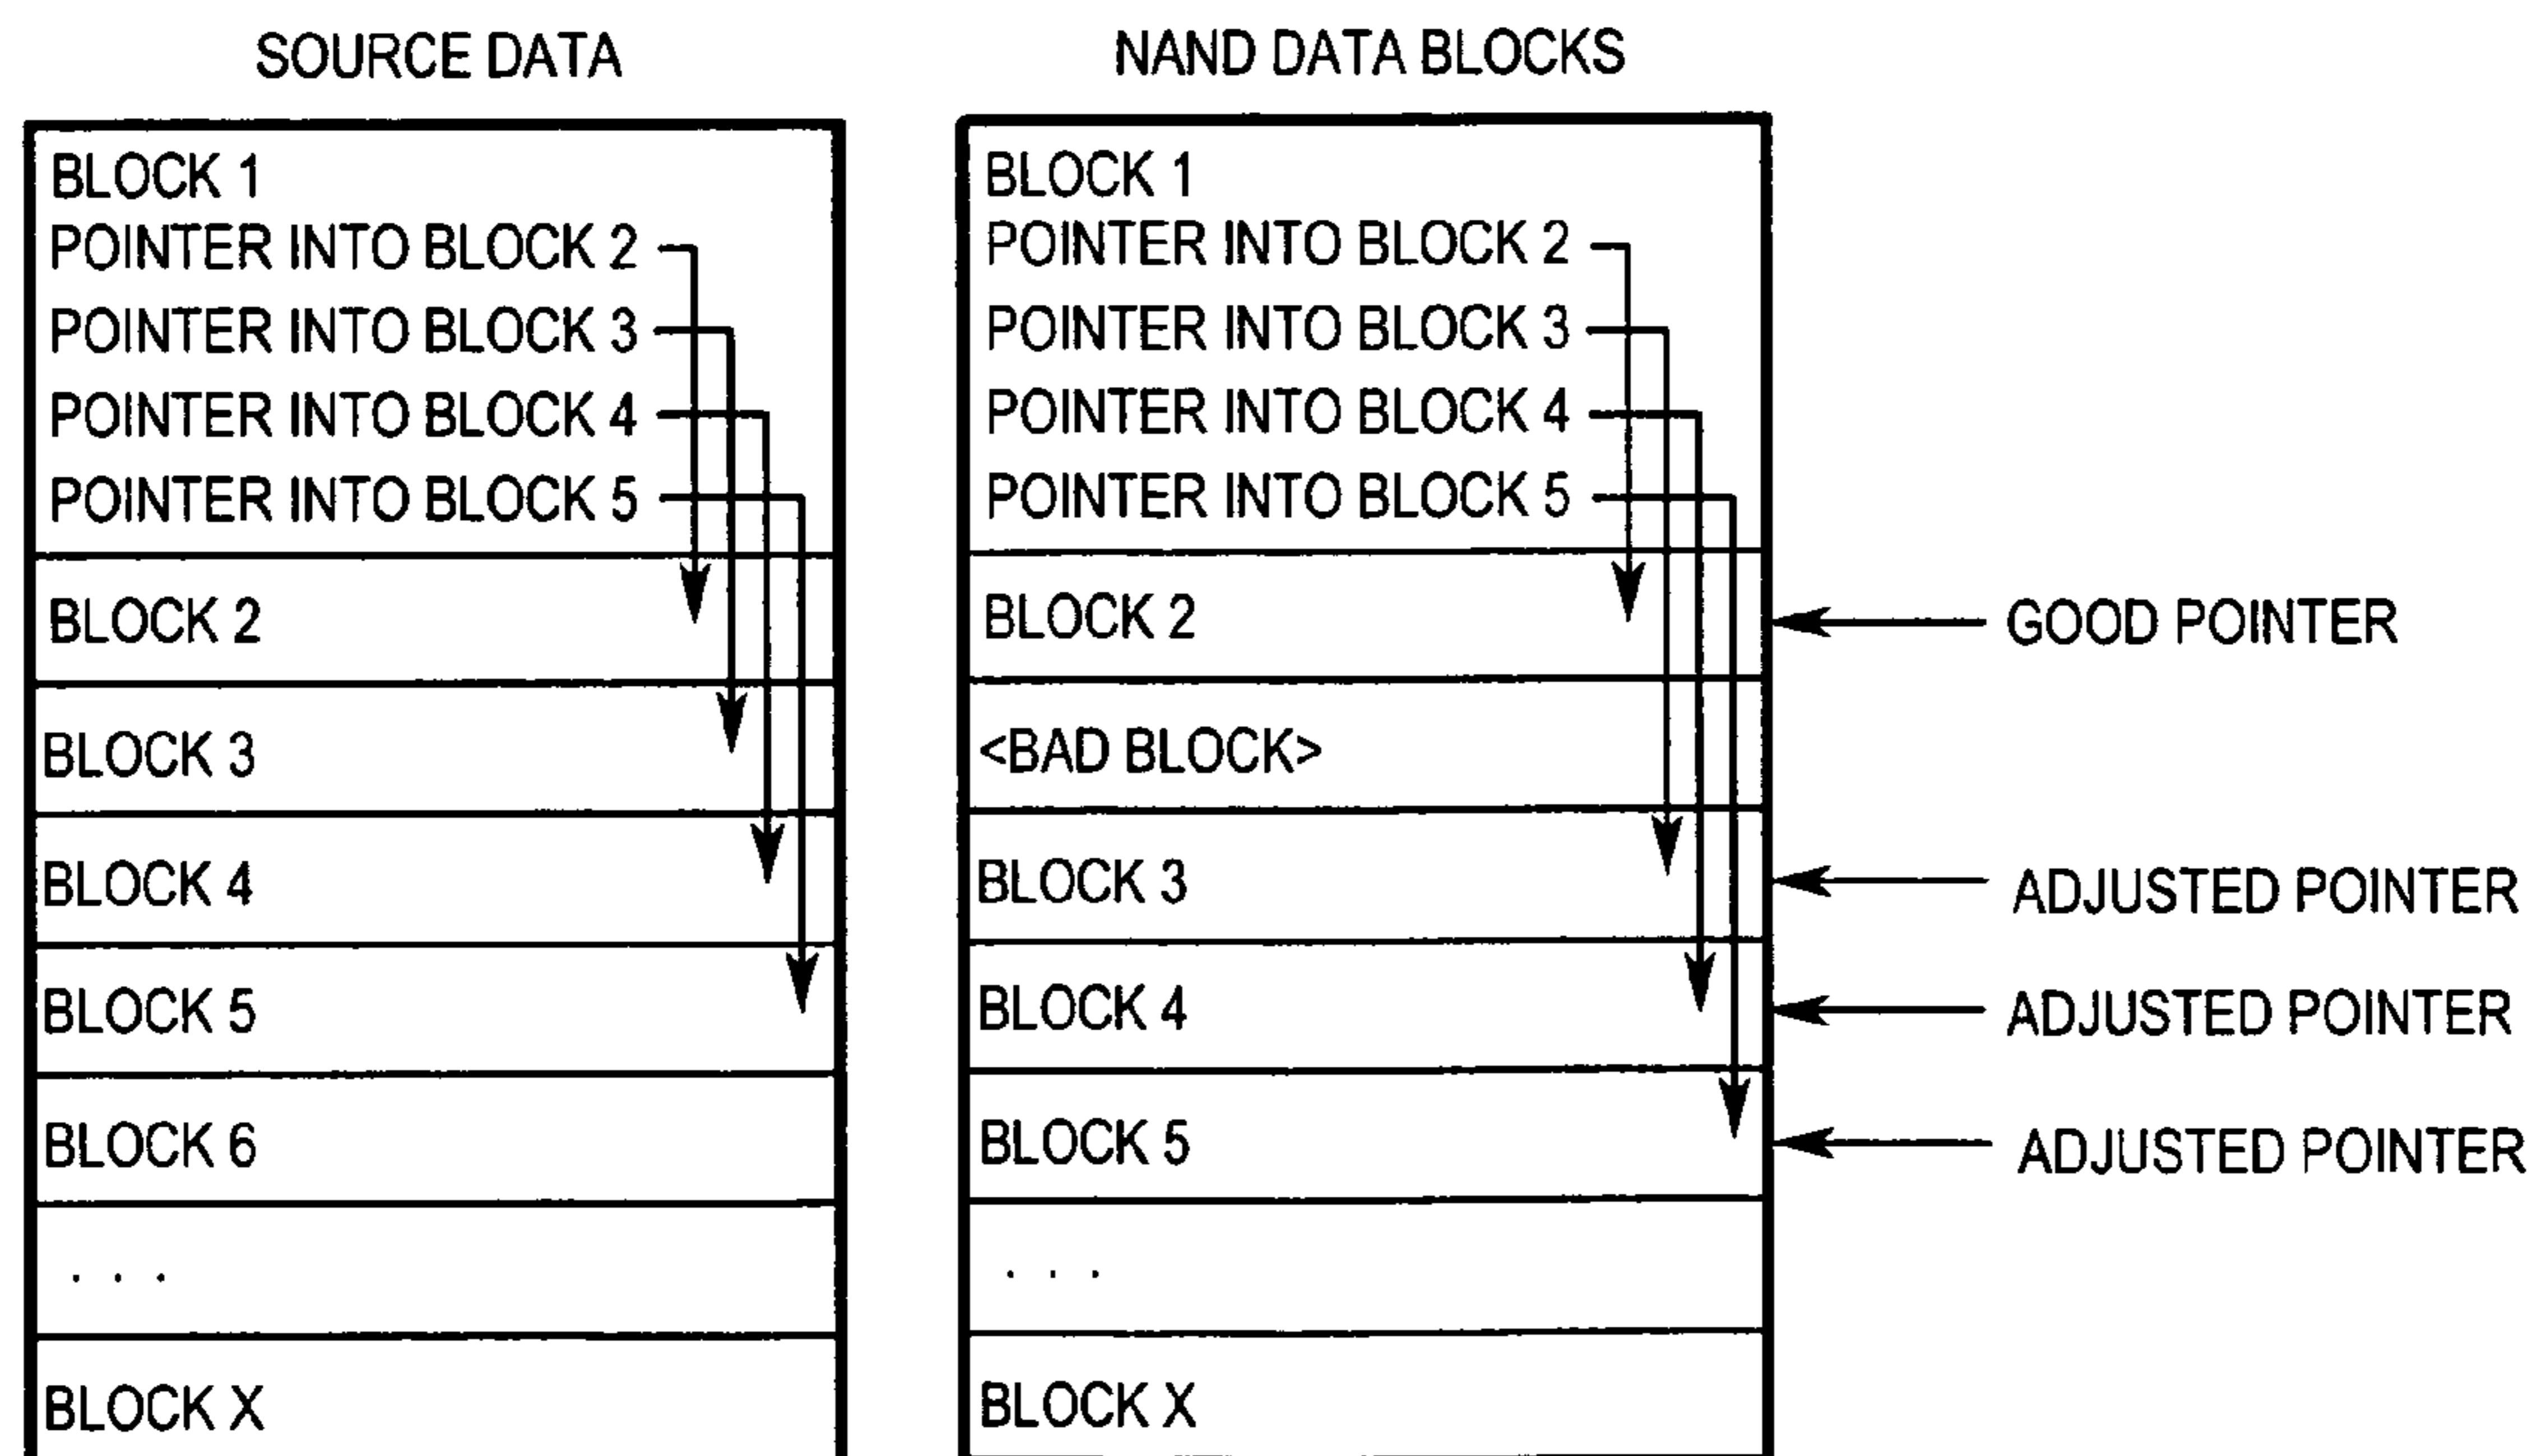 SOURCE DATA
BLOCK 1
POINTER INTO BLOCK 2
POINTER INTO BLOCK 3
POINTER INTO BLOCK 4
POINTER INTO BLOCK 5
BLOCK 2
BLOCK 3
BLOCK 4
BLOCK 5
BLOCK 6
. . .
BLOCK X
NAND DATA BLOCKS
BLOCK 1
POINTER INTO BLOCK 2
POINTER INTO BLOCK 3
POINTER INTO BLOCK 4
POINTER INTO BLOCK 5
BLOCK 2
<BAD BLOCK>
BLOCK 3
BLOCK 4
BLOCK 5
. . .
BLOCK X
GOOD POINTER
ADJUSTED POINTER
ADJUSTED POINTER
ADJUSTED POINTER